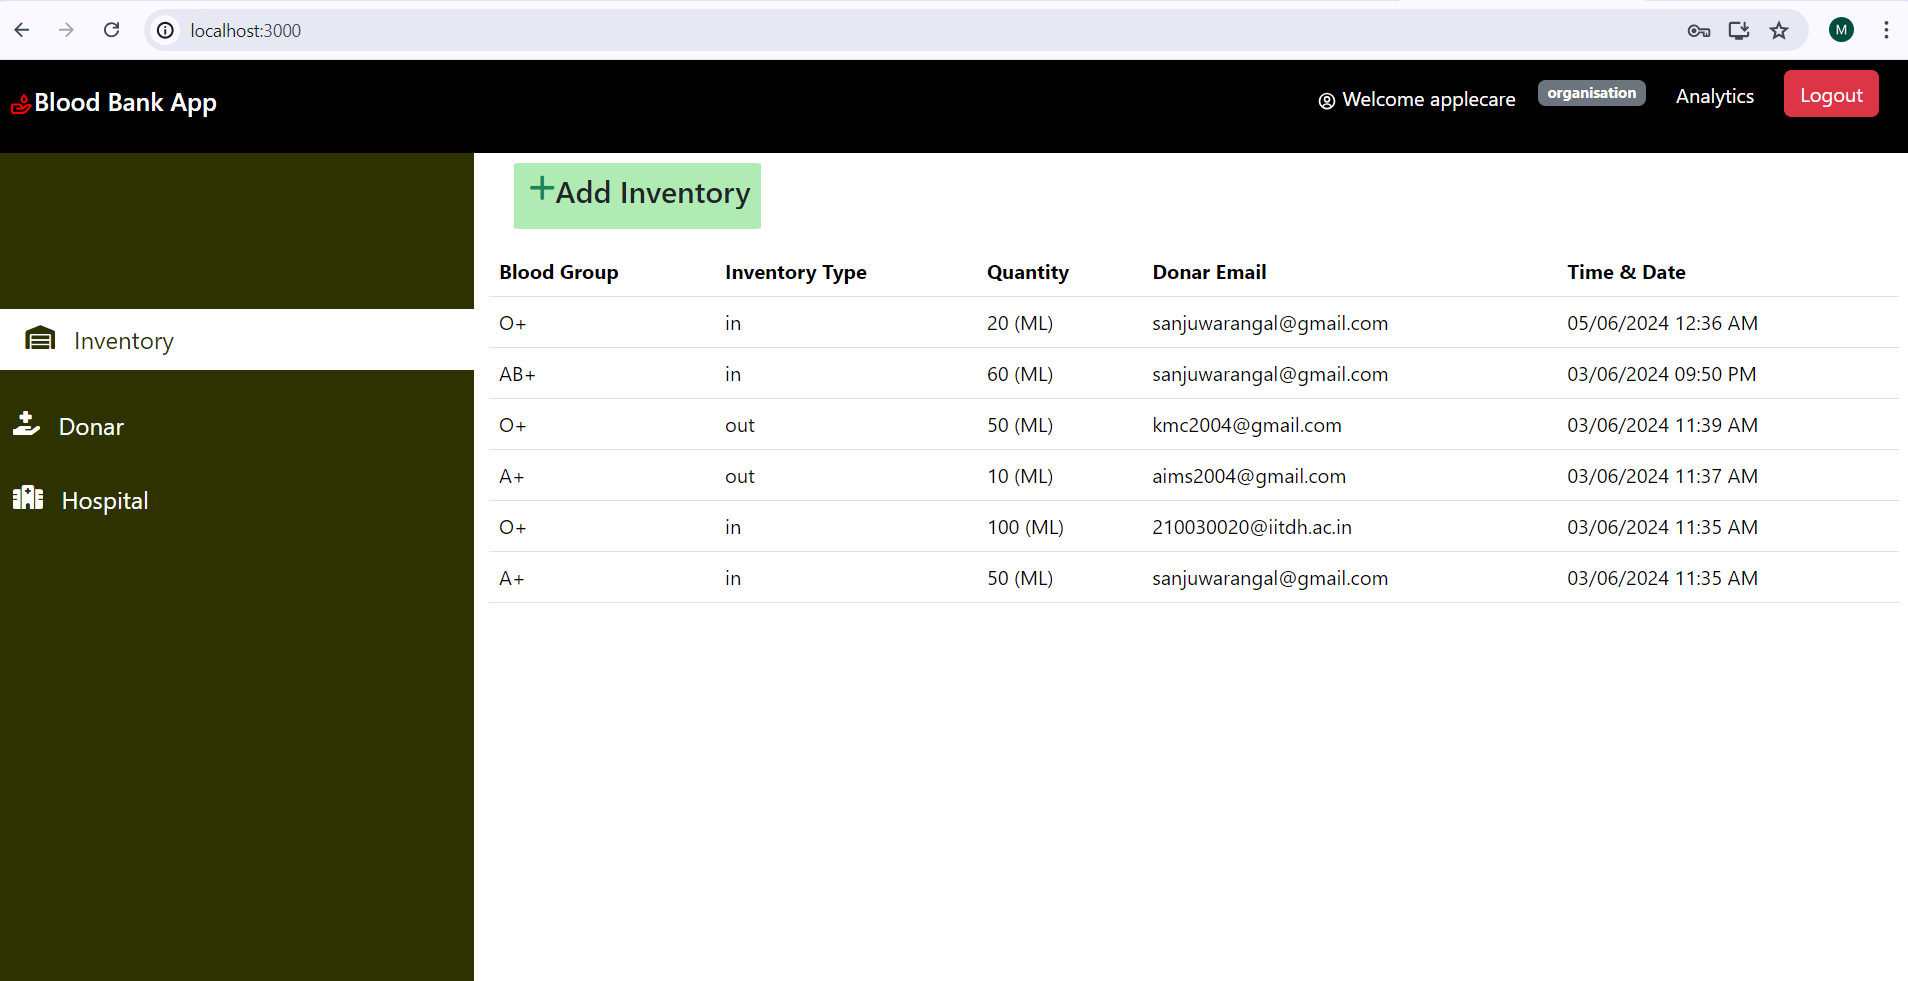 localhost:3000
M
Blood Bank App
Welcome applecare organisation Analytics Logout
Add Inventory
Inventory
Donar
Hospital
Blood Group Inventory Type Quantity Donar Email Time & Date
O+ in 20 (ML) sanjuwarangal@gmail.com 05/06/2024 12:36 AM
AB+ in 60 (ML) sanjuwarangal@gmail.com 03/06/2024 09:50 PM
O+ out 50 (ML) kmc2004@gmail.com 03/06/2024 11:39 AM
A+ out 10 (ML) aims2004@gmail.com 03/06/2024 11:37 AM
O+ in 100 (ML) 210030020@iitdh.ac.in 03/06/2024 11:35 AM
A+ in 50 (ML) sanjuwarangal@gmail.com 03/06/2024 11:35 AM